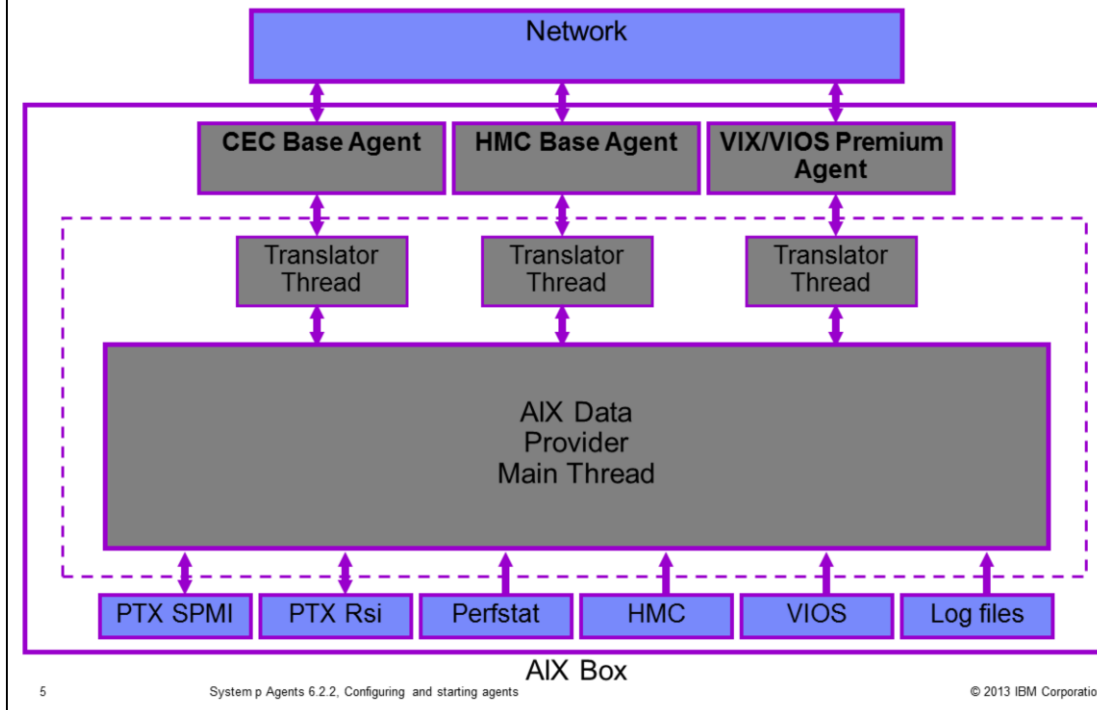 Network
CEC Base Agent
HMC Base Agent
VIX/VIOS Premium
Agent
Translator
Thread
Translator
Thread
Translator
Thread
AIX Data
Provider
Main Thread
PTX SPMI
PTX Rsi
Perfstat
HMC
VIOS
Log files
AIX Box
5
System p Agents 6.2.2, Configuring and starting agents
© 2013 IBM Corporatio